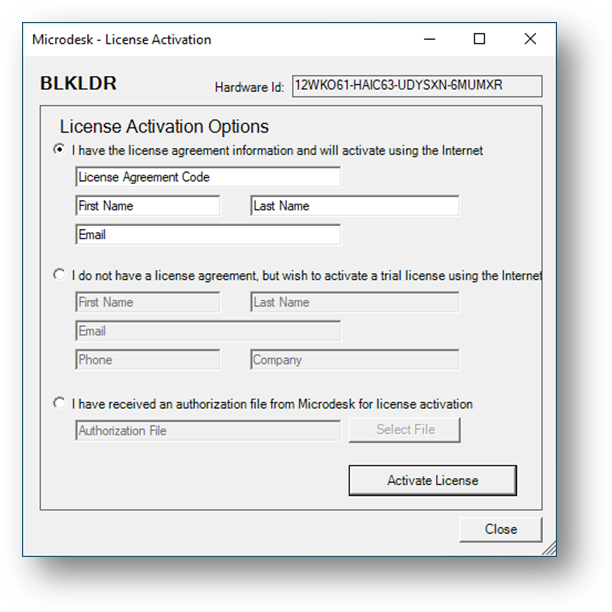 Microdesk - License Activation
BLKLDR
Hardware Id: 12WKO61-HAIC63-UDYSXN-6MUMXR
License Activation Options
I have the license agreement information and will activate using the Internet
License Agreement Code
First Name Last Name
Email
I do not have a license agreement, but wish to activate a trial license using the Internet
First Name Last Name
Email
Phone Company
I have received an authorization file from Microdesk for license activation
Authorization File Select File
Activate License
Close